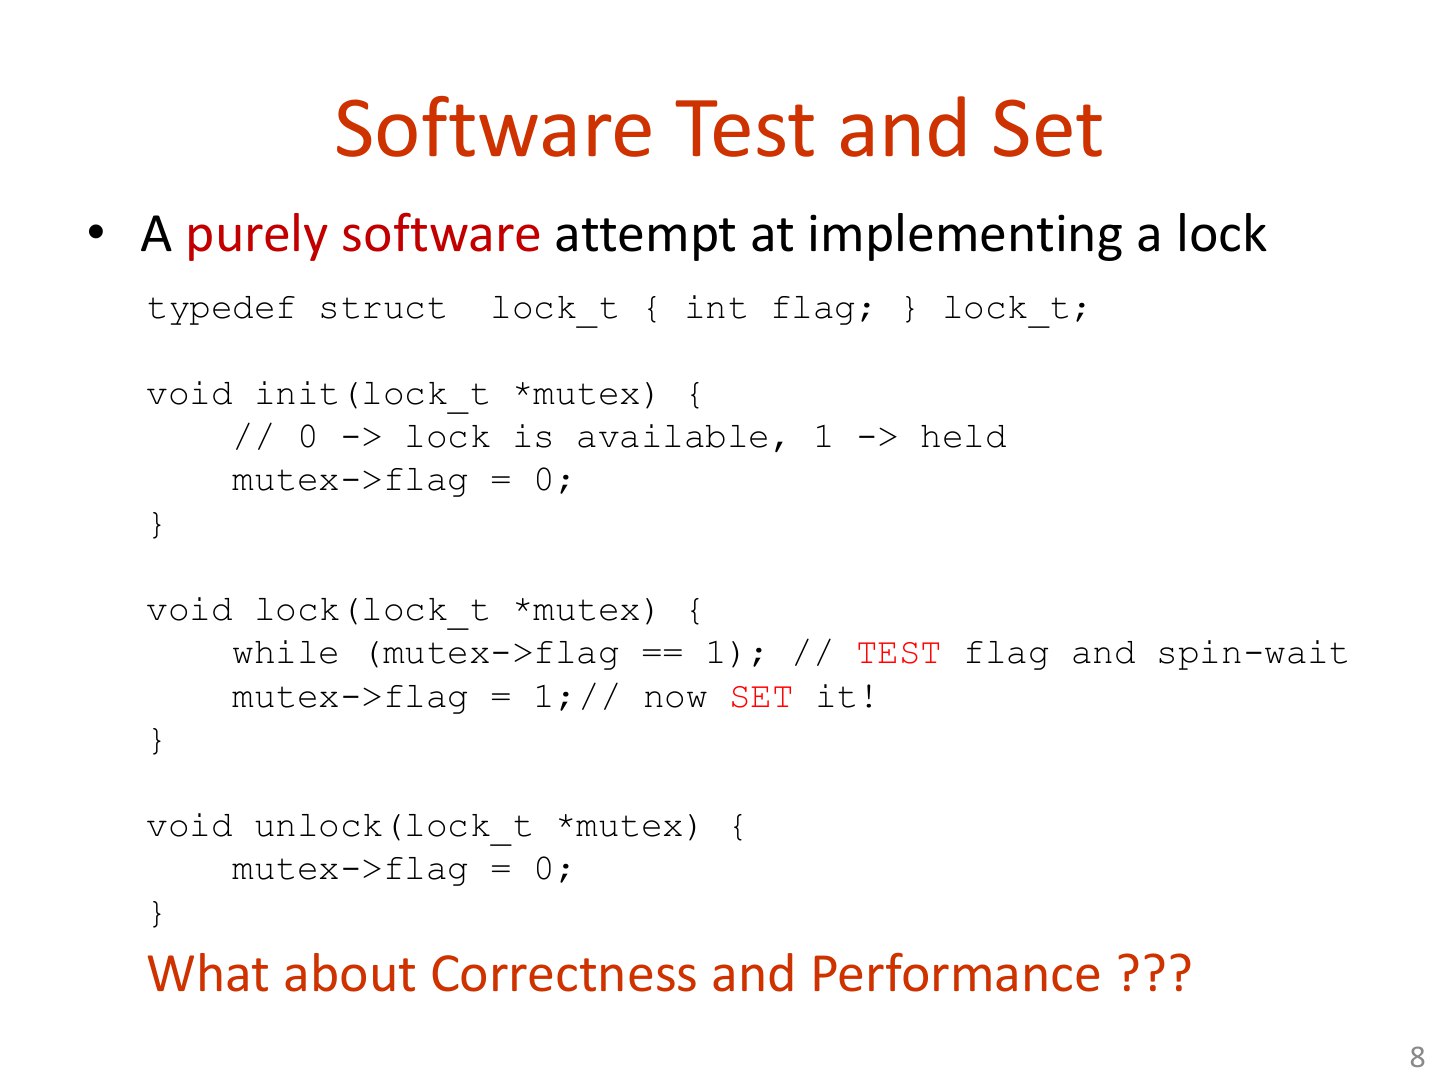 Software Test and Set
• A purely software attempt at implementing a lock
typedef struct  lock_t { int flag; } lock_t;
void init(lock_t *mutex) {
    // 0 -> lock is available, 1 -> held
    mutex->flag = 0;
}
void lock(lock_t *mutex) {
    while (mutex->flag == 1); // TEST flag and spin-wait
    mutex->flag = 1;// now SET it!
}
void unlock(lock_t *mutex) {
    mutex->flag = 0;
}
What about Correctness and Performance ???
8